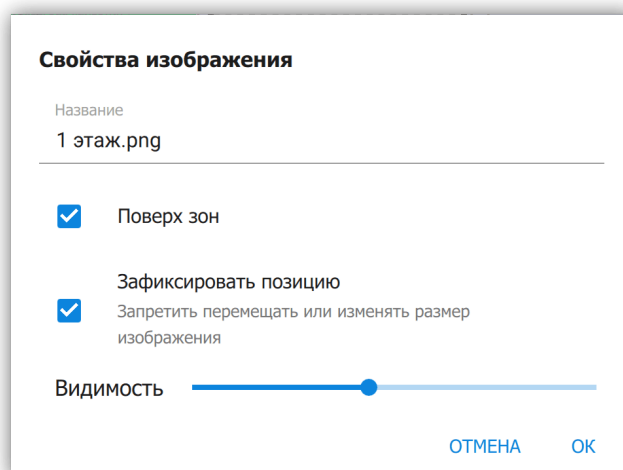 Свойства изображения
Название
1 этаж.png
Поверх зон
Зафиксировать позицию
Запретить перемещать или изменять размер
изображения
Видимость
ОТМЕНА ОК